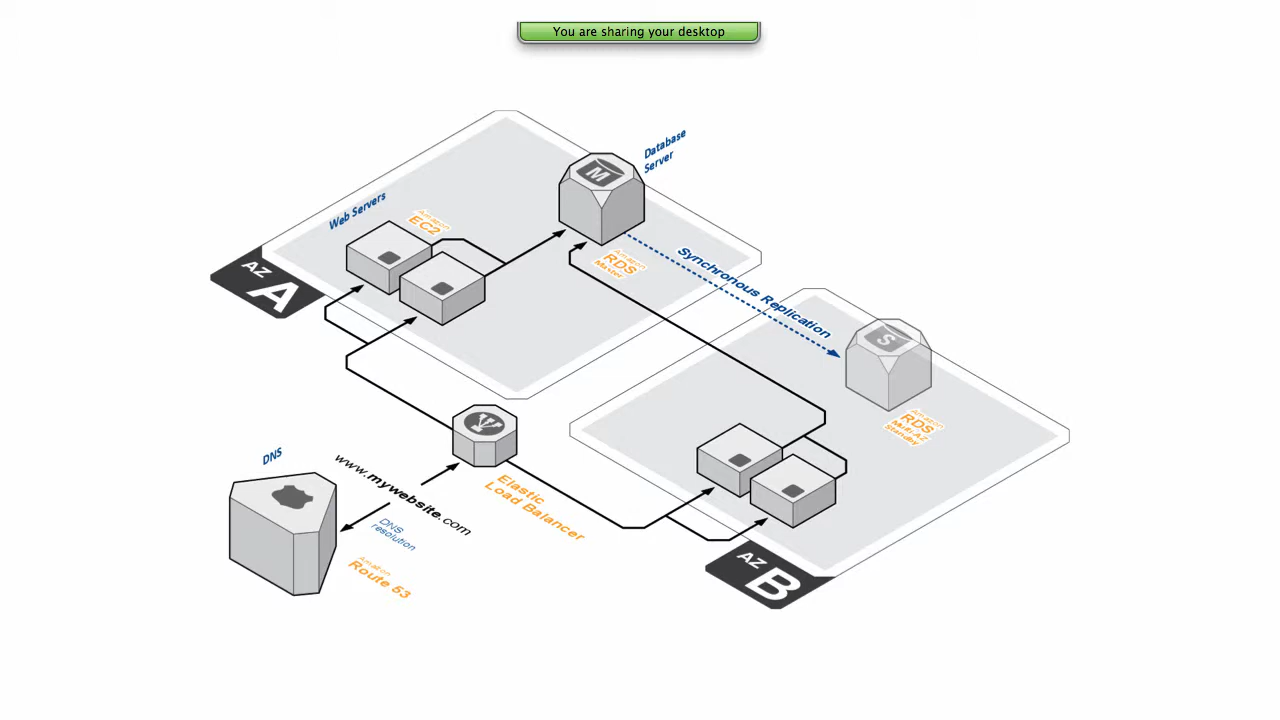 You are sharing your desktop
Database
Server
Web Servers
Amazon
EC2
M
Amazon
RDS
Master
Synchronous Replication
AZ
A
S
Amazon
RDS
Multi-AZ
Standby
DNS
www.mywebsite.com
Elastic
Load Balancer
DNS
resolution
Amazon
Route 53
AZ
B